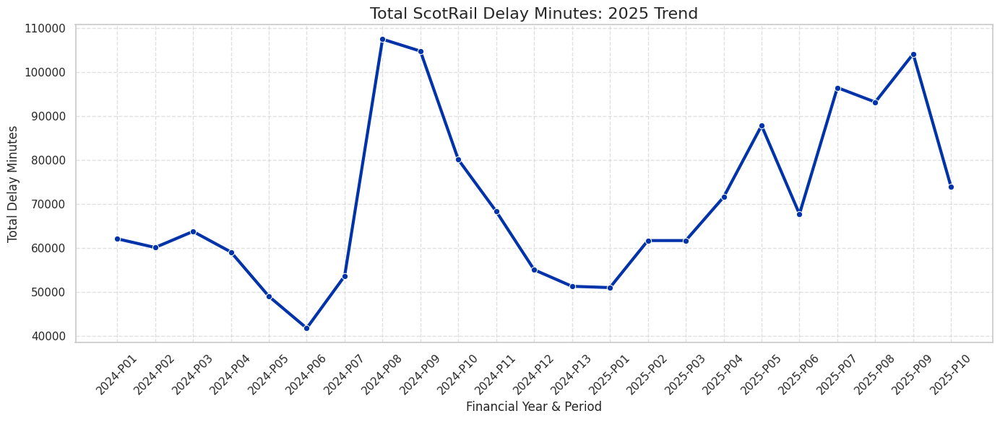 Total ScotRail Delay Minutes: 2025 Trend
Total Delay Minutes
110000
100000
90000
80000
70000
60000
50000
40000
2024-P01
2024-P02
2024-P03
2024-P04
2024-P05
2024-P06
2024-P07
2024-P08
2024-P09
2024-P10
2024-P11
2024-P12
2024-P13
2025-P01
2025-P02
2025-P03
2025-P04
2025-P05
2025-P06
2025-P07
2025-P08
2025-P09
2025-P10
Financial Year & Period